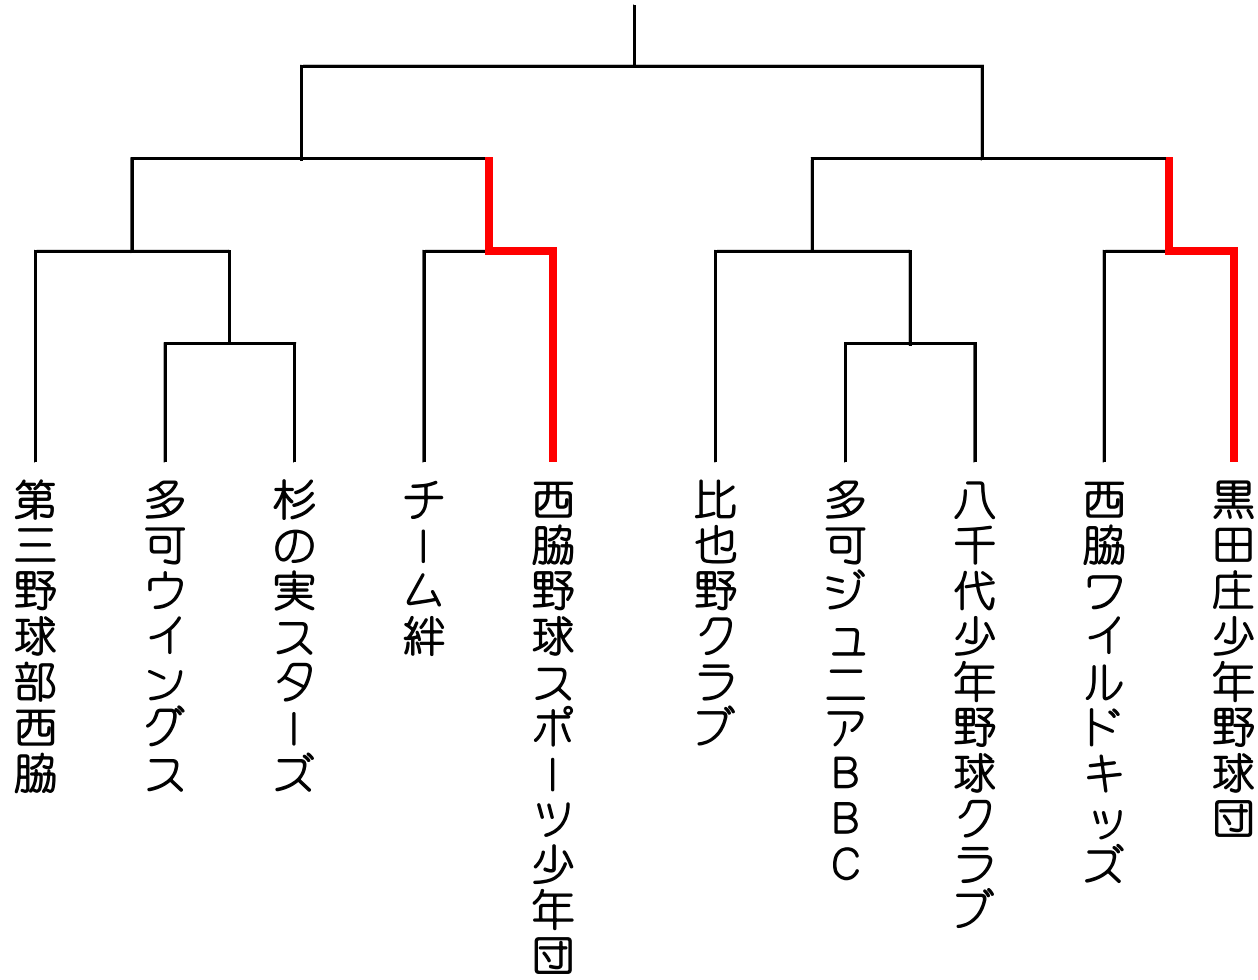 第三野球部西脇
多可ウイングス
杉の実スターズ
チーム絆
西脇野球スポーツ少年団
比也野クラブ
多可ジュニアＢＢＣ
八千代少年野球クラブ
西脇ワイルドキッズ
黒田庄少年野球団